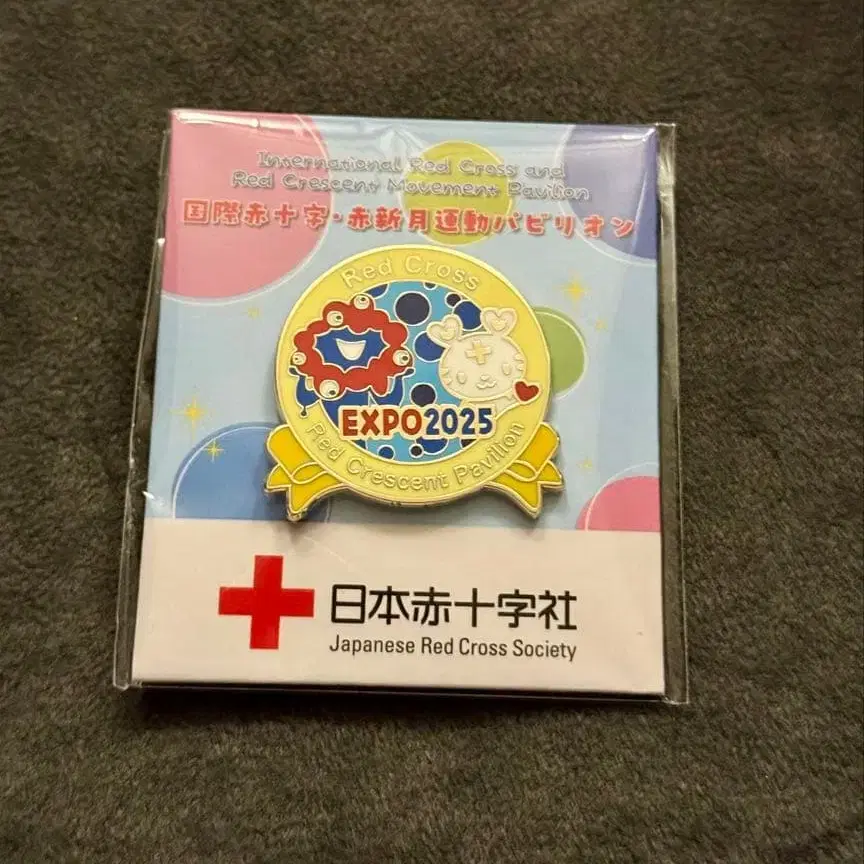 International Red Cross and
Red Crescent Movement Pavilion
国際赤十字・赤新月運動パビリオン
Red Cross
EXPO2025
Red Crescent Pavilion
日本赤十字社
Japanese Red Cross Society